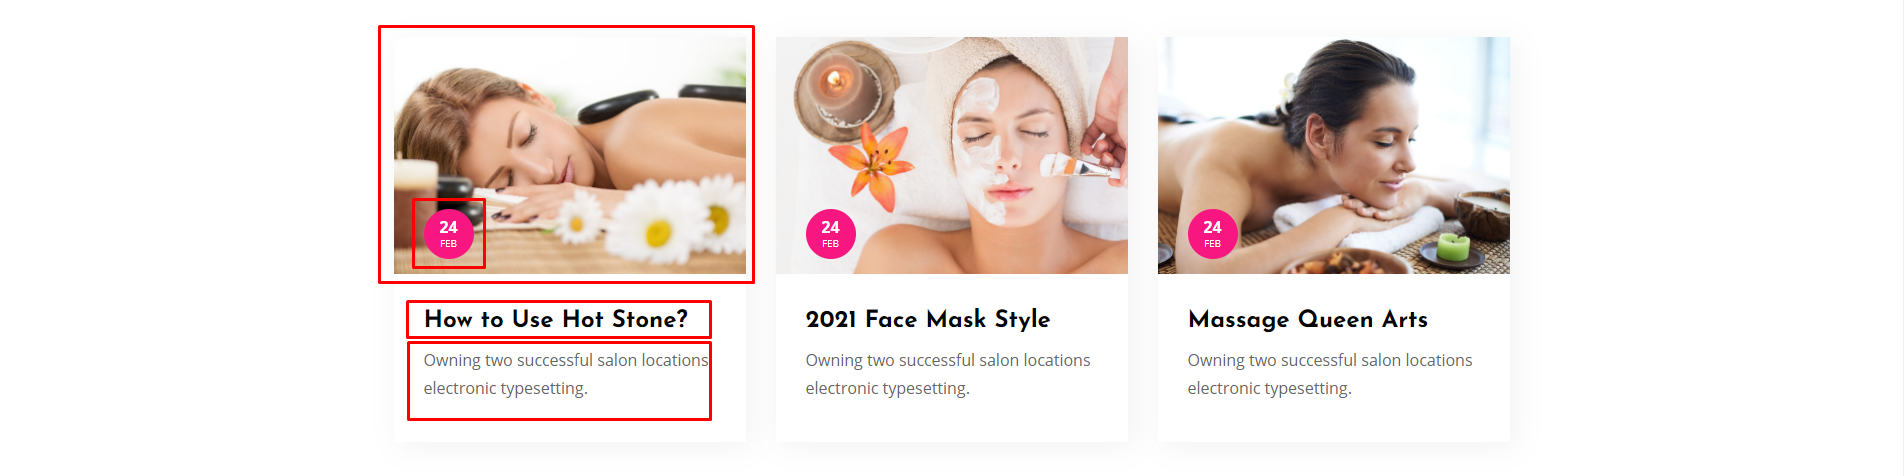 24
FEB
How to Use Hot Stone?
Owning two successful salon locations
electronic typesetting.
24
FEB
2021 Face Mask Style
Owning two successful salon locations
electronic typesetting.
24
FEB
Massage Queen Arts
Owning two successful salon locations
electronic typesetting.